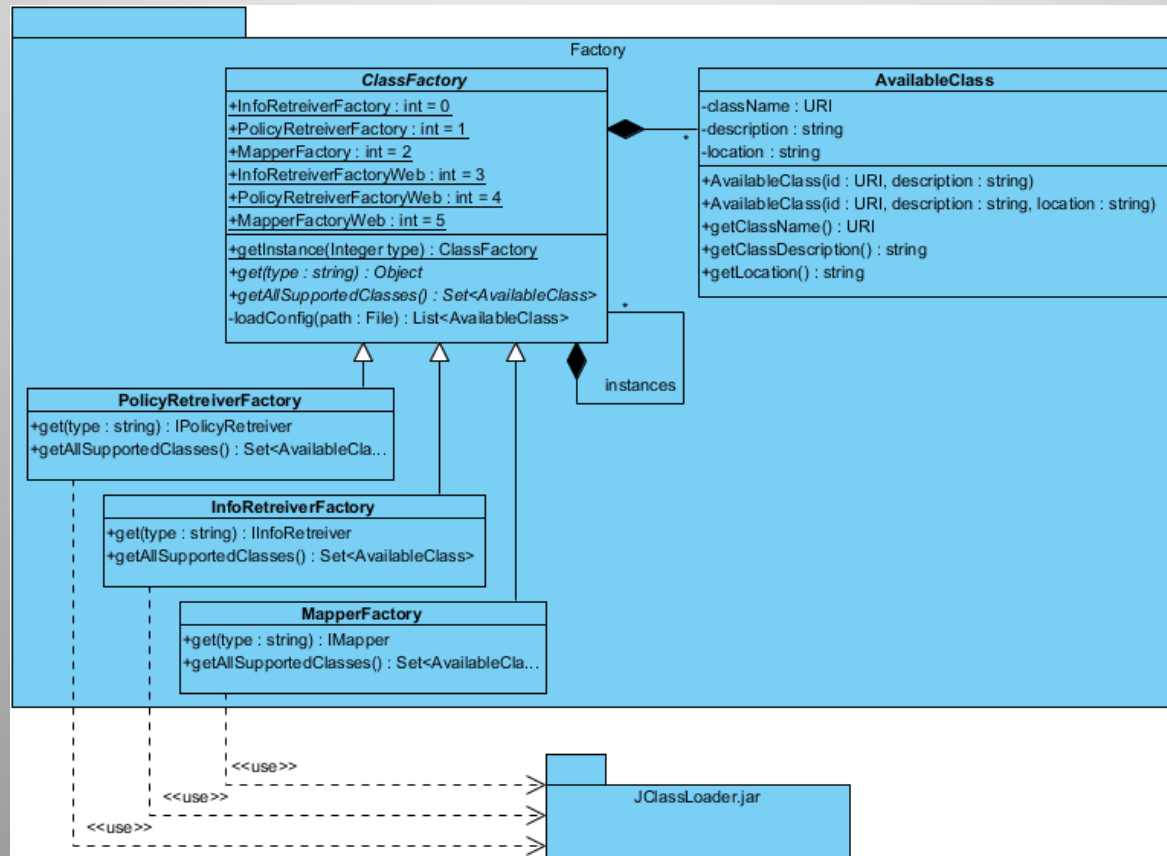 Factory
ClassFactory
+InfoRetreiverFactory : int = 0
+PolicyRetreiverFactory : int = 1
+MapperFactory : int = 2
+InfoRetreiverFactoryWeb : int = 3
+PolicyRetreiverFactoryWeb : int = 4
+MapperFactoryWeb : int = 5
+getInstance(Integer type) : ClassFactory
+get(type : string) : Object
+getAllSupportedClasses() : Set<AvailableClass>
-loadConfig(path : File) : List<AvailableClass>
*
AvailableClass
-className : URI
-description : string
-location : string
+AvailableClass(id : URI, description : string)
+AvailableClass(id : URI, description : string, location : string)
+getClassName() : URI
+getClassDescription() : string
+getLocation() : string
*
instances
PolicyRetreiverFactory
+get(type : string) : IPolicyRetreiver
+getAllSupportedClasses() : Set<AvailableCla...
InfoRetreiverFactory
+get(type : string) : IInfoRetreiver
+getAllSupportedClasses() : Set<AvailableClass>
MapperFactory
+get(type : string) : IMapper
+getAllSupportedClasses() : Set<AvailableCla...
<<use>>
<<use>>
<<use>>
JClassLoader.jar